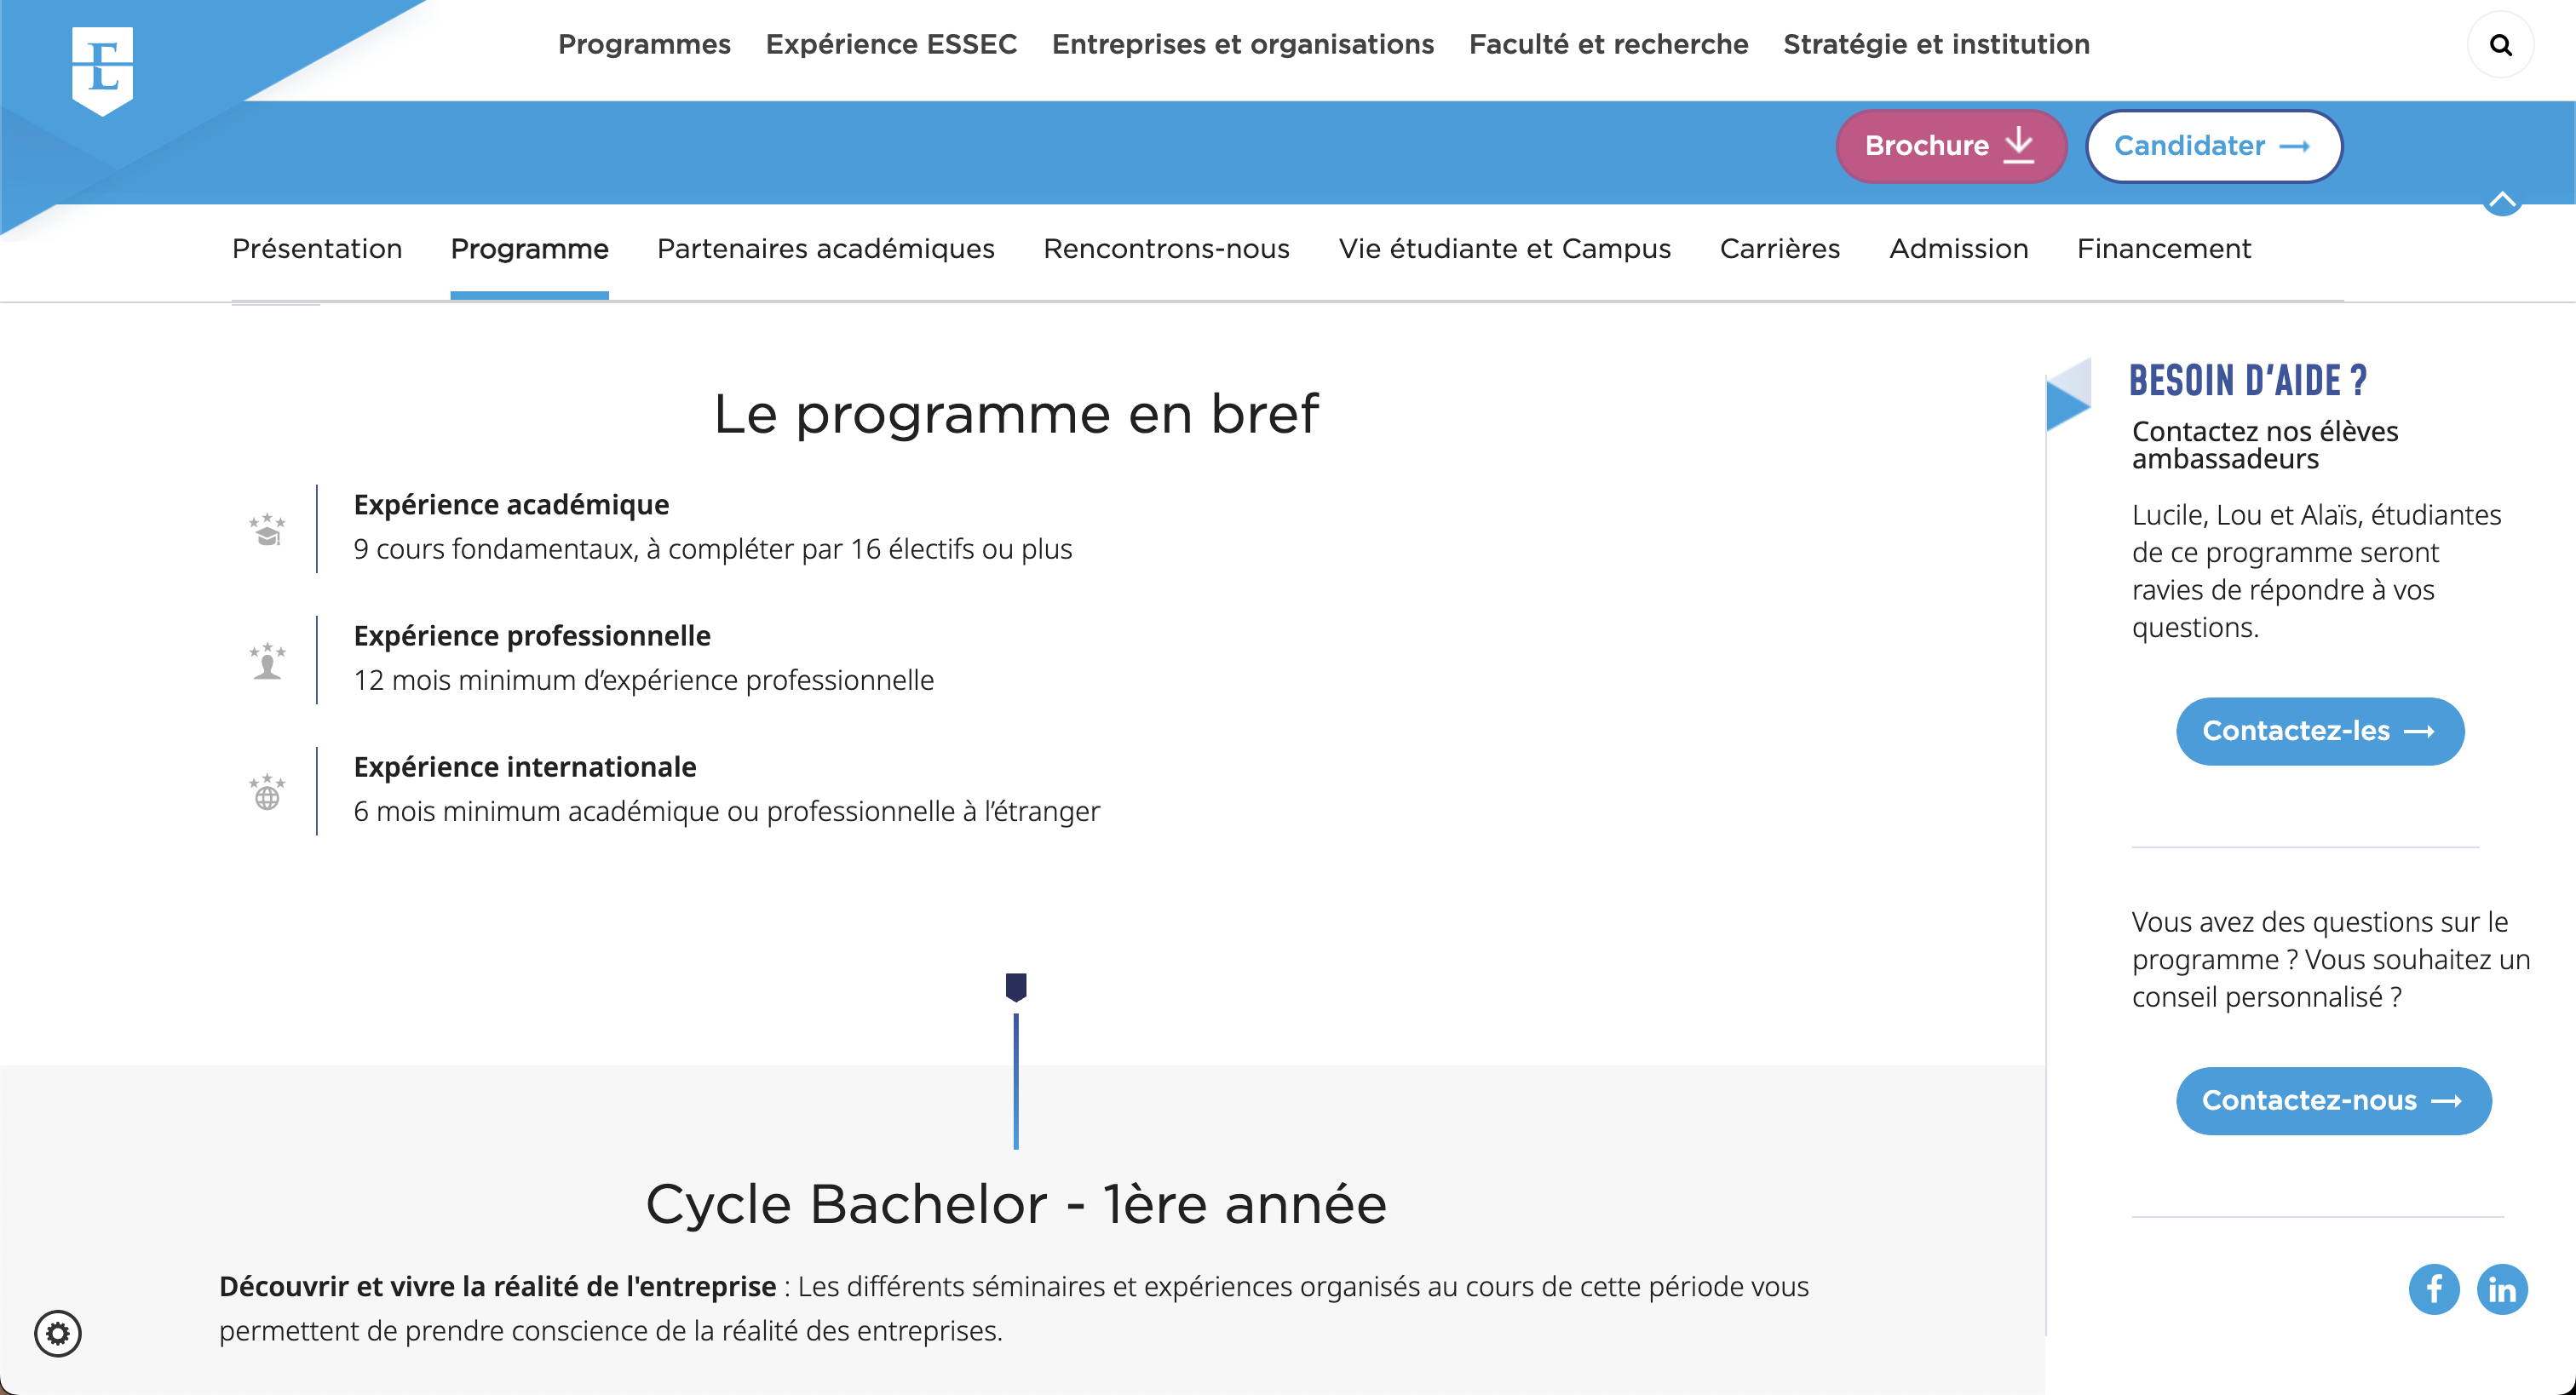 E
Programmes Expérience ESSEC Entreprises et organisations Faculté et recherche Stratégie et institution
Brochure Candidater →
Présentation Programme Partenaires académiques Rencontrons-nous Vie étudiante et Campus Carrières Admission Financement
Le programme en bref
Expérience académique
9 cours fondamentaux, à compléter par 16 électifs ou plus
Expérience professionnelle
12 mois minimum d’expérience professionnelle
Expérience internationale
6 mois minimum académique ou professionnelle à l’étranger
Cycle Bachelor - 1ère année
Découvrir et vivre la réalité de l'entreprise : Les différents séminaires et expériences organisés au cours de cette période vous
permettent de prendre conscience de la réalité des entreprises.
BESOIN D’AIDE ?
Contactez nos élèves
ambassadeurs
Lucile, Lou et Alaïs, étudiantes
de ce programme seront
ravies de répondre à vos
questions.
Contactez-les →
Vous avez des questions sur le
programme ? Vous souhaitez un
conseil personnalisé ?
Contactez-nous →
f in